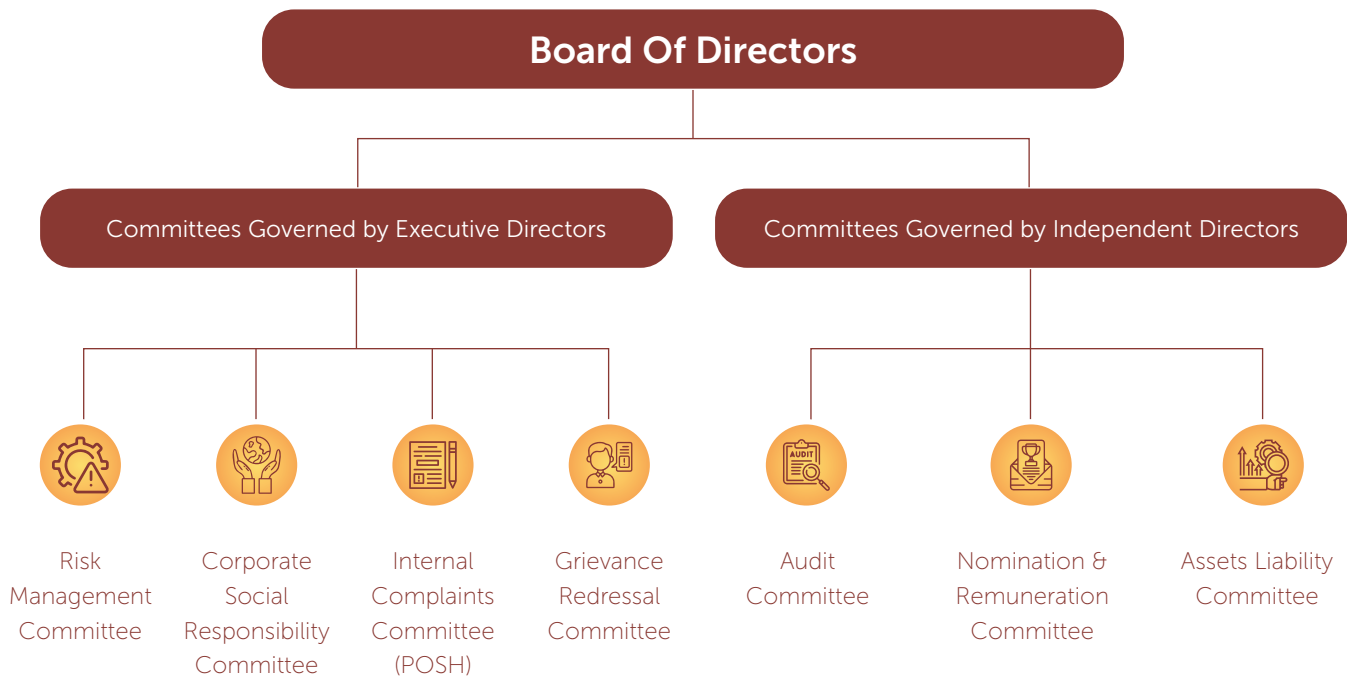 Board Of Directors
Committees Governed by Executive Directors
Committees Governed by Independent Directors
AUDIT
Risk
Management
Committee
Corporate
Social
Responsibility
Committee
Internal
Complaints
Committee
(POSH)
Grievance
Redressal
Committee
Audit
Committee
Nomination &
Remuneration
Committee
Assets Liability
Committee